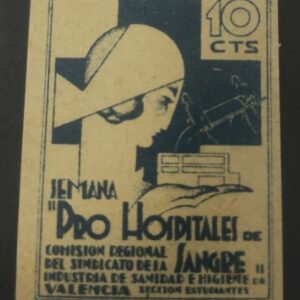 10
CTS
SEMANA
"PRO HOSPITALES DE
COMISION REGIONAL
DEL SINDICATO DE LA SANGRE"
INDUSTRIA DE SANIDAD E HIGIENE DE
VALENCIA SECCION ESTUDIANTES